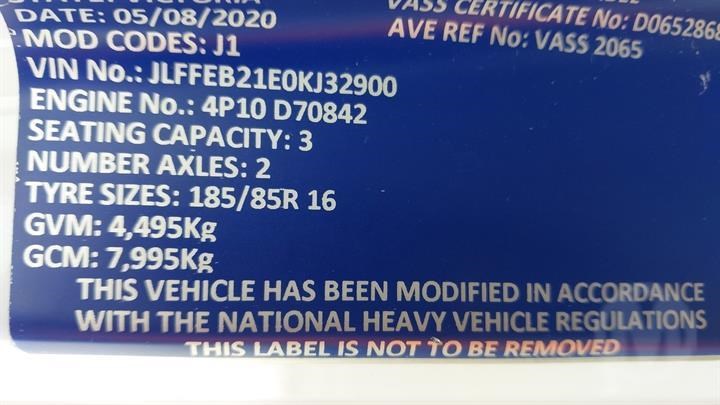 STATE: VICTORIA
DATE: 05/08/2020
VASS CERTIFICATE No: D0652868
MOD CODES: J1
AVE REF No: VASS 2065
VIN No.: JLFFEB21E0KJ32900
ENGINE No.: 4P10 D70842
SEATING CAPACITY: 3
NUMBER AXLES: 2
TYRE SIZES: 185/85R 16
GVM: 4,495Kg
GCM: 7,995Kg
THIS VEHICLE HAS BEEN MODIFIED IN ACCORDANCE
WITH THE NATIONAL HEAVY VEHICLE REGULATIONS
THIS LABEL IS NOT TO BE REMOVED